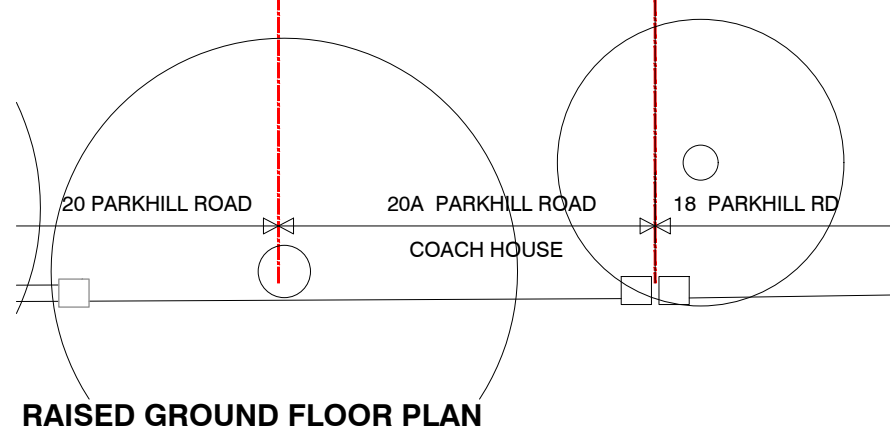 20 PARKHILL ROAD
20A PARKHILL ROAD
18 PARKHILL RD
COACH HOUSE
RAISED GROUND FLOOR PLAN